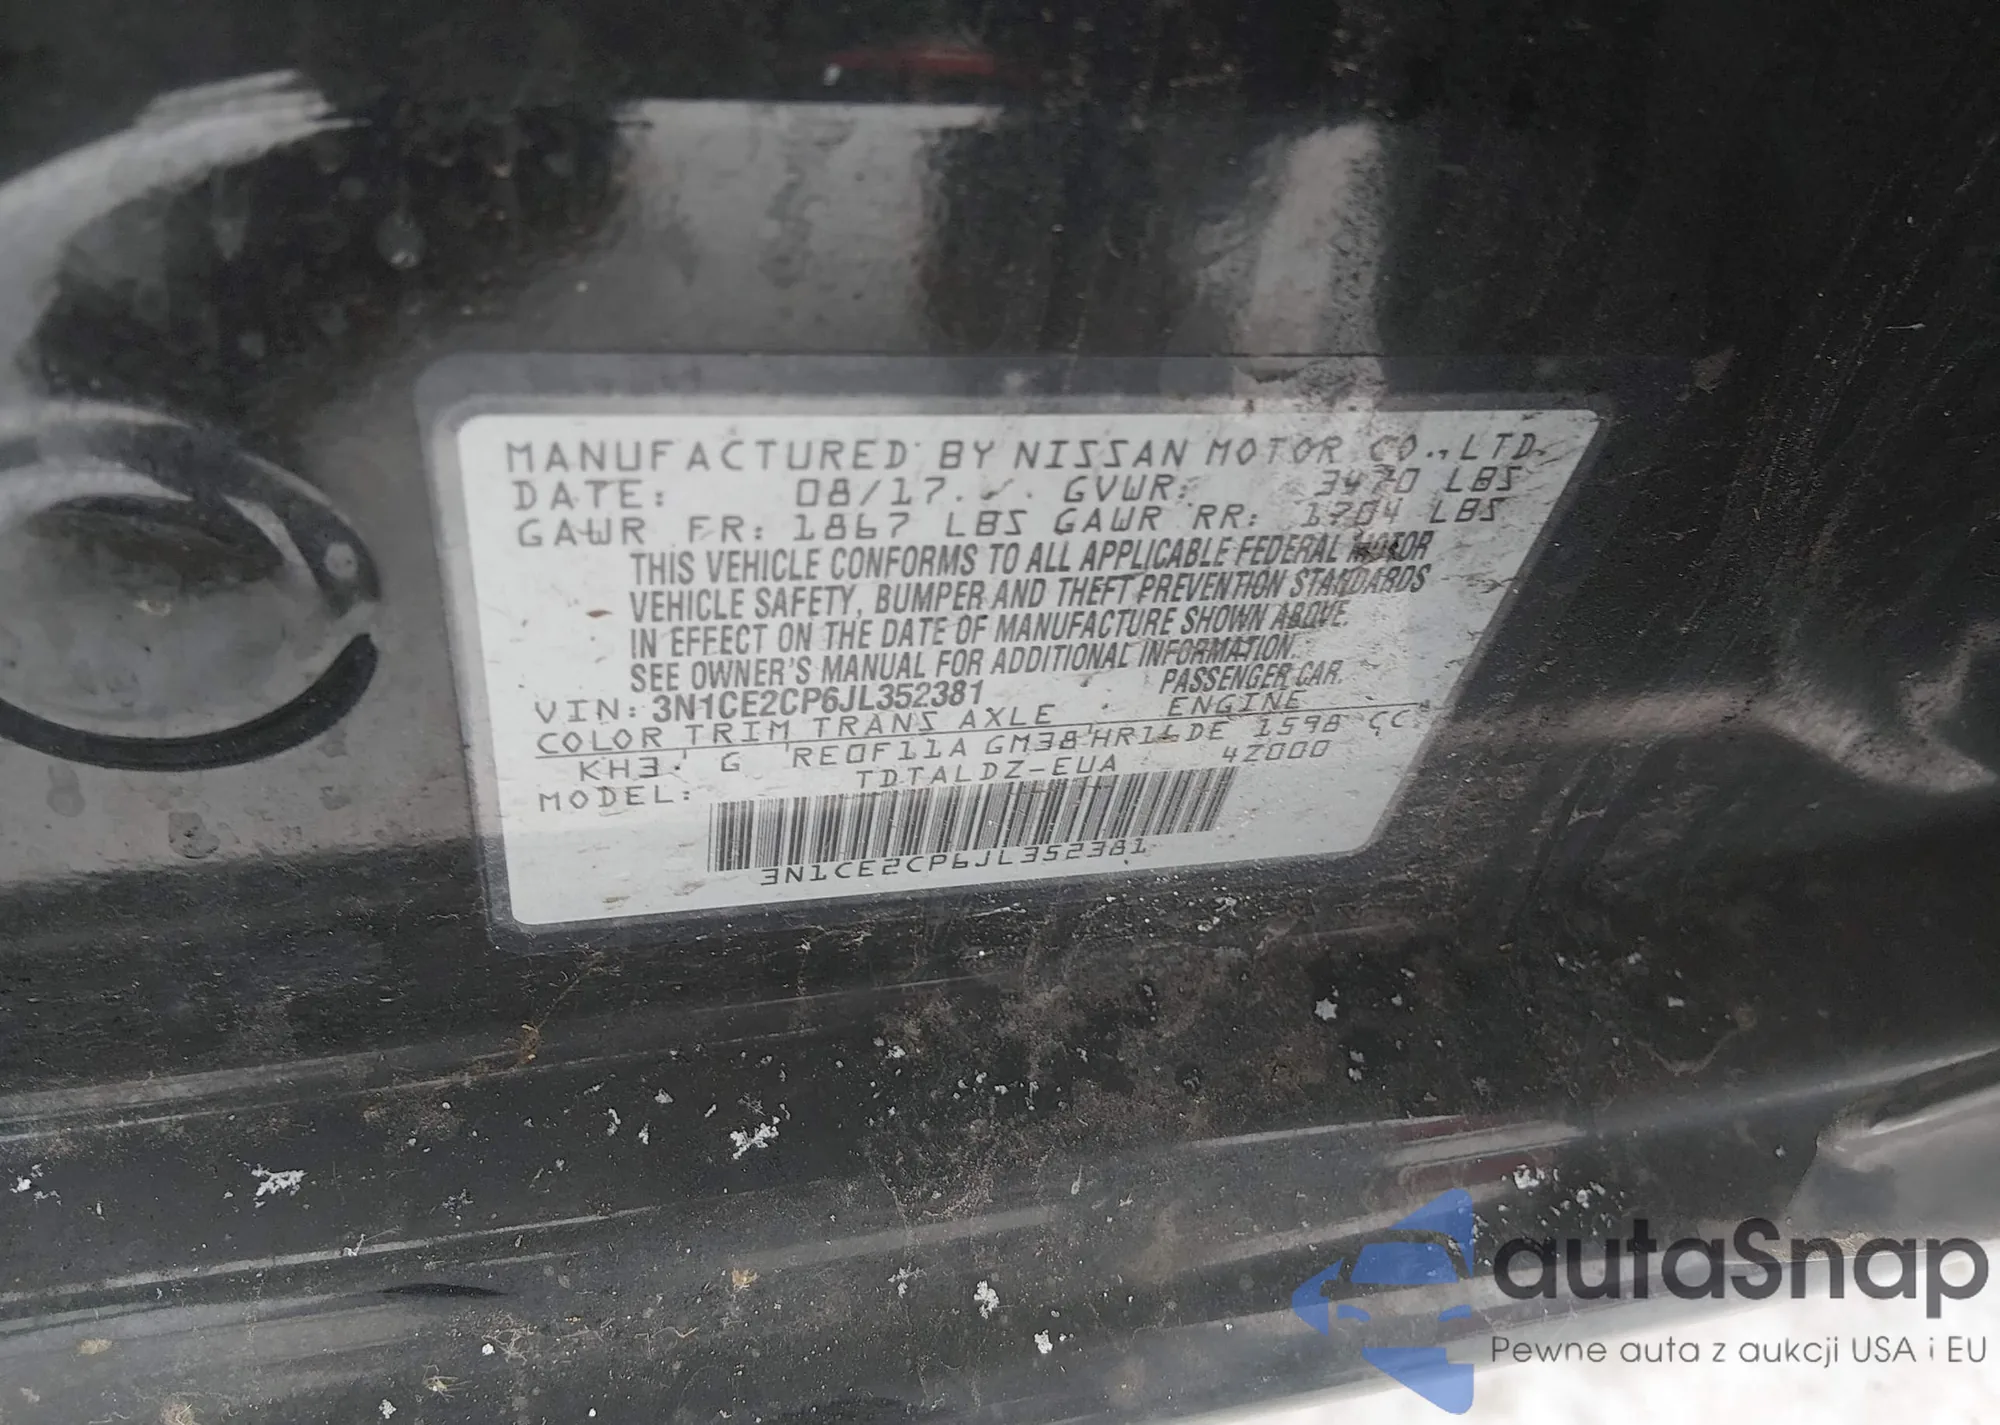 MANUFACTURED BY NISSAN MOTOR CO., LTD.
DATE: 08/17 GVWR: 3470 LBS
GAWR FR: 1867 LBS GAWR RR: 1704 LBS
THIS VEHICLE CONFORMS TO ALL APPLICABLE FEDERAL MOTOR
VEHICLE SAFETY, BUMPER AND THEFT PREVENTION STANDARDS
IN EFFECT ON THE DATE OF MANUFACTURE SHOWN ABOVE.
SEE OWNER'S MANUAL FOR ADDITIONAL INFORMATION.
VIN: 3N1CE2CP6JL352381 PASSENGER CAR
COLOR TRIM TRANS AXLE ENGINE
KH3 G RE0F11A GM38 HR16DE 1598 CC
MODEL: TDTALDZ-EUA 4Z000
3N1CE2CP6JL352381
autaSnap
Pewne auta z aukcji USA i EU